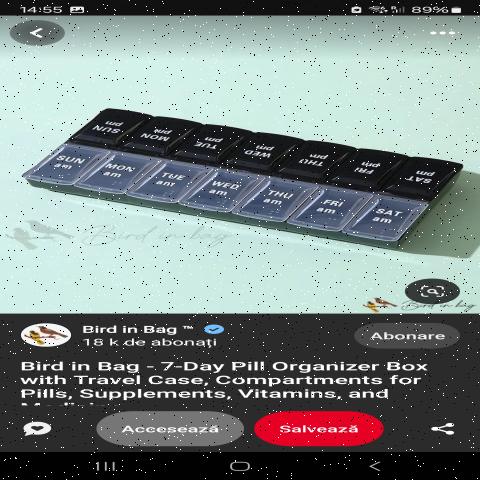 14:55 89%
SUN pm MON pm TUE pm WED pm THU pm FRI pm SAT pm
SUN am MON am TUE am WED am THU am FRI am SAT am
Bird in bag
Bird in bag
Bird in Bag ™
18 k de abonați
Abonare
Bird in Bag - 7-Day Pill Organizer Box
with Travel Case, Compartments for
Pills, Supplements, Vitamins, and
Accesează
Salvează